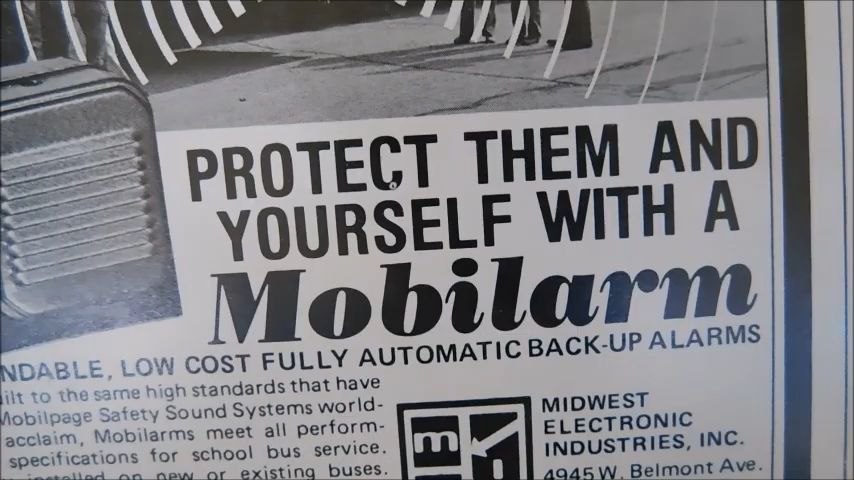 PROTECT THEM AND
YOURSELF WITH A
Mobilarm
NDABLE, LOW COST FULLY AUTOMATIC BACK-UP ALARMS
ilt to the same high standards that have
Mobilpage Safety Sound Systems world-
acclaim, Mobilarms meet all perform-
specifications for school bus service.
installed on new or existing buses.
MIDWEST
ELECTRONIC
INDUSTRIES, INC.
4945 W. Belmont Ave.